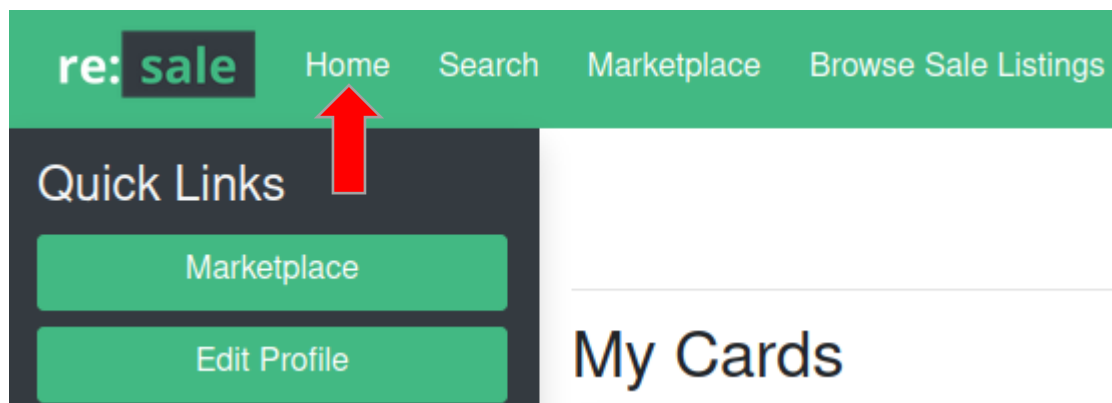 re: sale Home Search Marketplace Browse Sale Listings
Quick Links
Marketplace
Edit Profile
My Cards